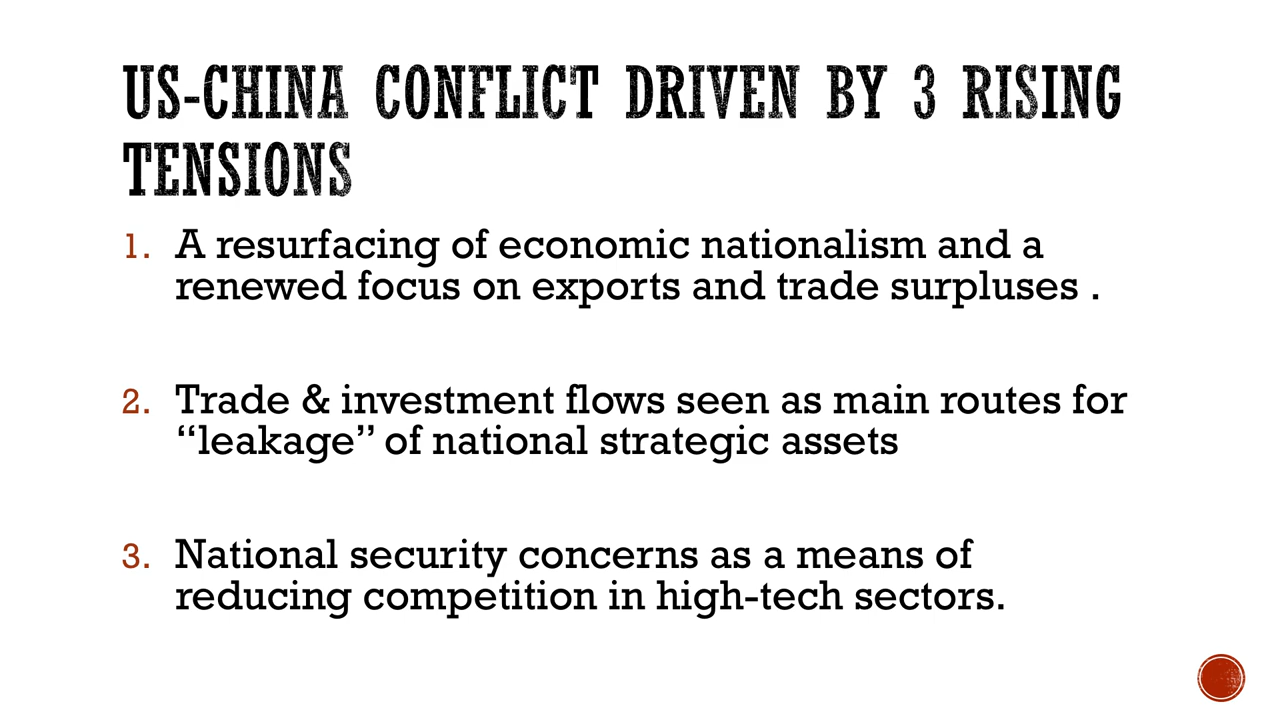 US-CHINA CONFLICT DRIVEN BY 3 RISING
TENSIONS
1. A resurfacing of economic nationalism and a
renewed focus on exports and trade surpluses .
2. Trade & investment flows seen as main routes for
“leakage” of national strategic assets
3. National security concerns as a means of
reducing competition in high-tech sectors.